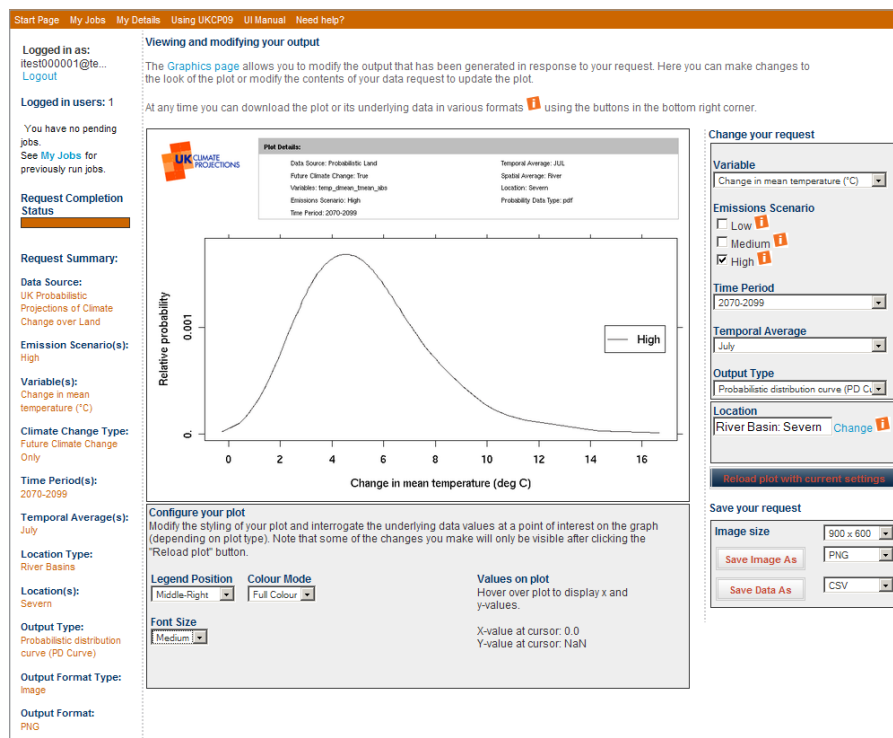 Start Page My Jobs My Details Using UKCP09 UI Manual Need help?
Logged in as:
itest000001@te...
Logout
Logged in users: 1
You have no pending
jobs.
See My Jobs for
previously run jobs.
Request Completion
Status
Request Summary:
Data Source:
UK Probabilistic
Projections of Climate
Change over Land
Emission Scenario(s):
High
Variable(s):
Change in mean
temperature (°C)
Climate Change Type:
Future Climate Change
Only
Time Period(s):
2070-2099
Temporal Average(s):
July
Location Type:
River Basins
Location(s):
Severn
Output Type:
Probabilistic distribution
curve (PD Curve)
Output Format Type:
Image
Output Format:
PNG
Viewing and modifying your output
The Graphics page allows you to modify the output that has been generated in response to your request. Here you can make changes to
the look of the plot or modify the contents of your data request to update the plot.
At any time you can download the plot or its underlying data in various formats i using the buttons in the bottom right corner.
UK CLIMATE
PROJECTIONS
Plot Details:
Data Source: Probabilistic Land
Future Climate Change: True
Variables: temp_dmean_tmean_abs
Emissions Scenario: High
Time Period: 2070-2099
Temporal Average: JUL
Spatial Average: River
Location: Severn
Probability Data Type: pdf
Relative probability
0.001
0.
High
0 2 4 6 8 10 12 14 16
Change in mean temperature (deg C)
Configure your plot
Modify the styling of your plot and interrogate the underlying data values at a point of interest on the graph
(depending on plot type). Note that some of the changes you make will only be visible after clicking the
"Reload plot" button.
Legend Position Colour Mode
Middle-Right Full Colour
Font Size
Medium
Values on plot
Hover over plot to display x and
y-values.
X-value at cursor: 0.0
Y-value at cursor: NaN
Change your request
Variable
Change in mean temperature (°C)
Emissions Scenario
Low i
Medium i
High i
Time Period
2070-2099
Temporal Average
July
Output Type
Probabilistic distribution curve (PD Cu
Location
River Basin: Severn Change i
Reload plot with current settings
Save your request
Image size 900 x 600
Save Image As PNG
Save Data As CSV